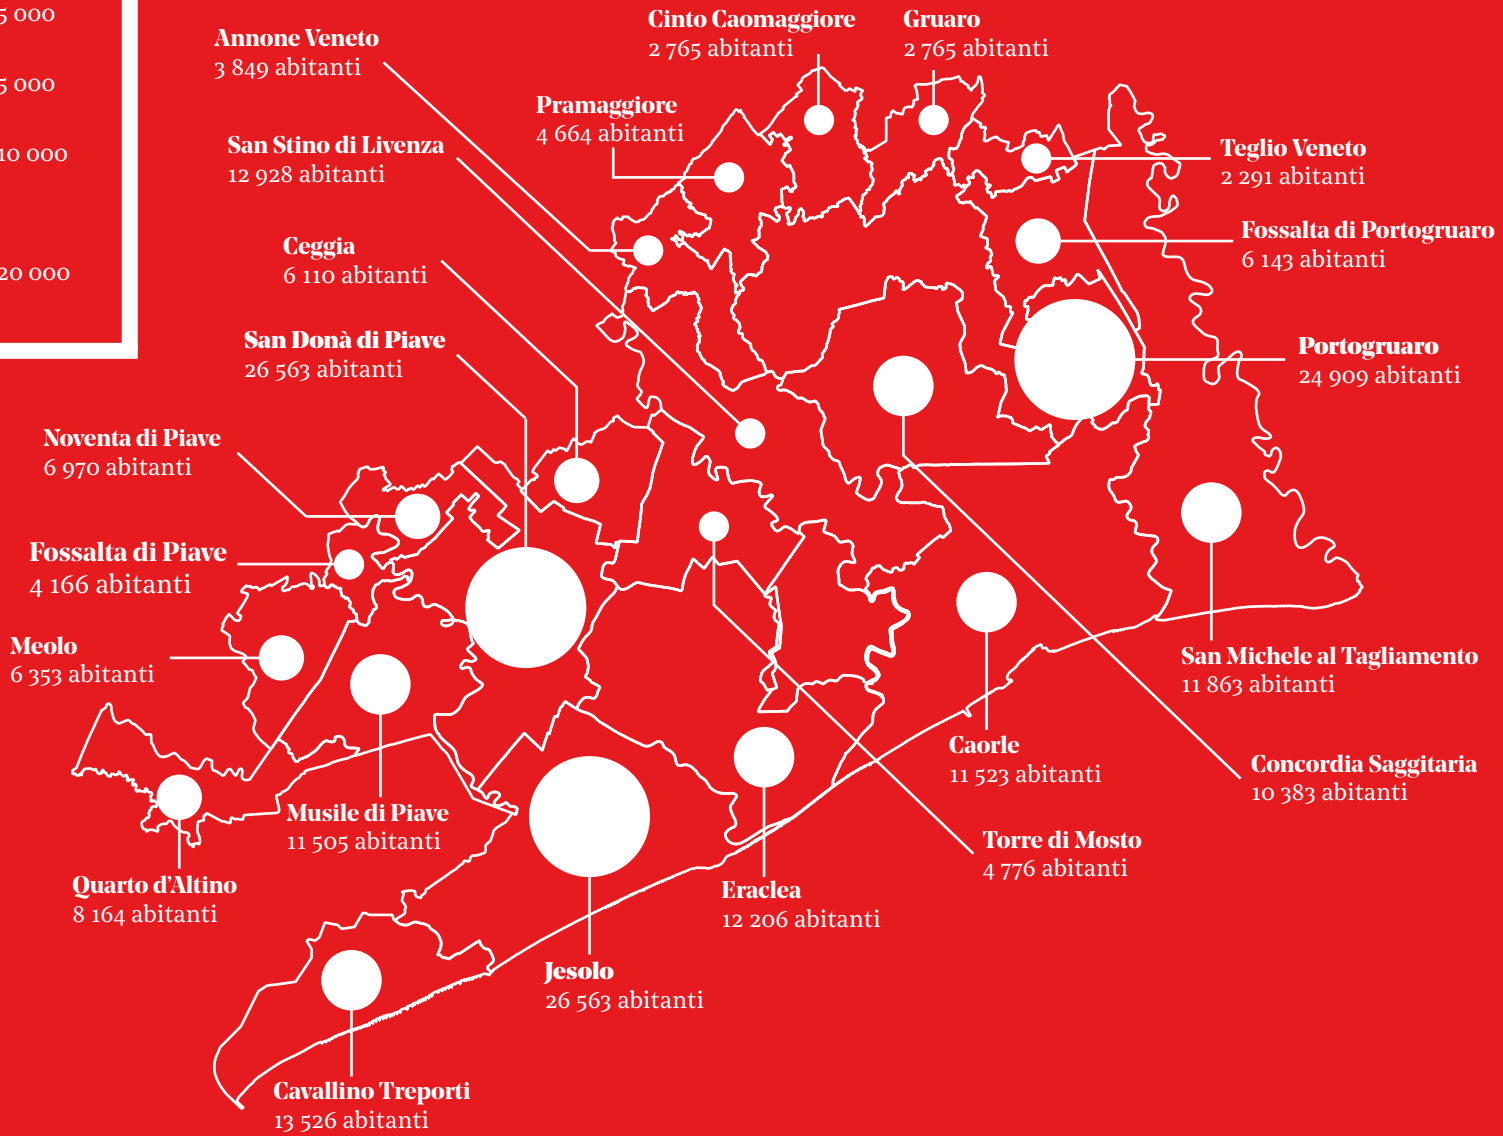 5 000
5 000
10 000
20 000
Annone Veneto
3 849 abitanti
Cinto Caomaggiore
2 765 abitanti
Gruaro
2 765 abitanti
Pramaggiore
4 664 abitanti
San Stino di Livenza
12 928 abitanti
Teglio Veneto
2 291 abitanti
Ceggia
6 110 abitanti
Fossalta di Portogruaro
6 143 abitanti
San Donà di Piave
26 563 abitanti
Portogruaro
24 909 abitanti
Noventa di Piave
6 970 abitanti
Fossalta di Piave
4 166 abitanti
Meolo
6 353 abitanti
San Michele al Tagliamento
11 863 abitanti
Caorle
11 523 abitanti
Concordia Saggitaria
10 383 abitanti
Musile di Piave
11 505 abitanti
Torre di Mosto
4 776 abitanti
Quarto d'Altino
8 164 abitanti
Eraclea
12 206 abitanti
Jesolo
26 563 abitanti
Cavallino Treporti
13 526 abitanti